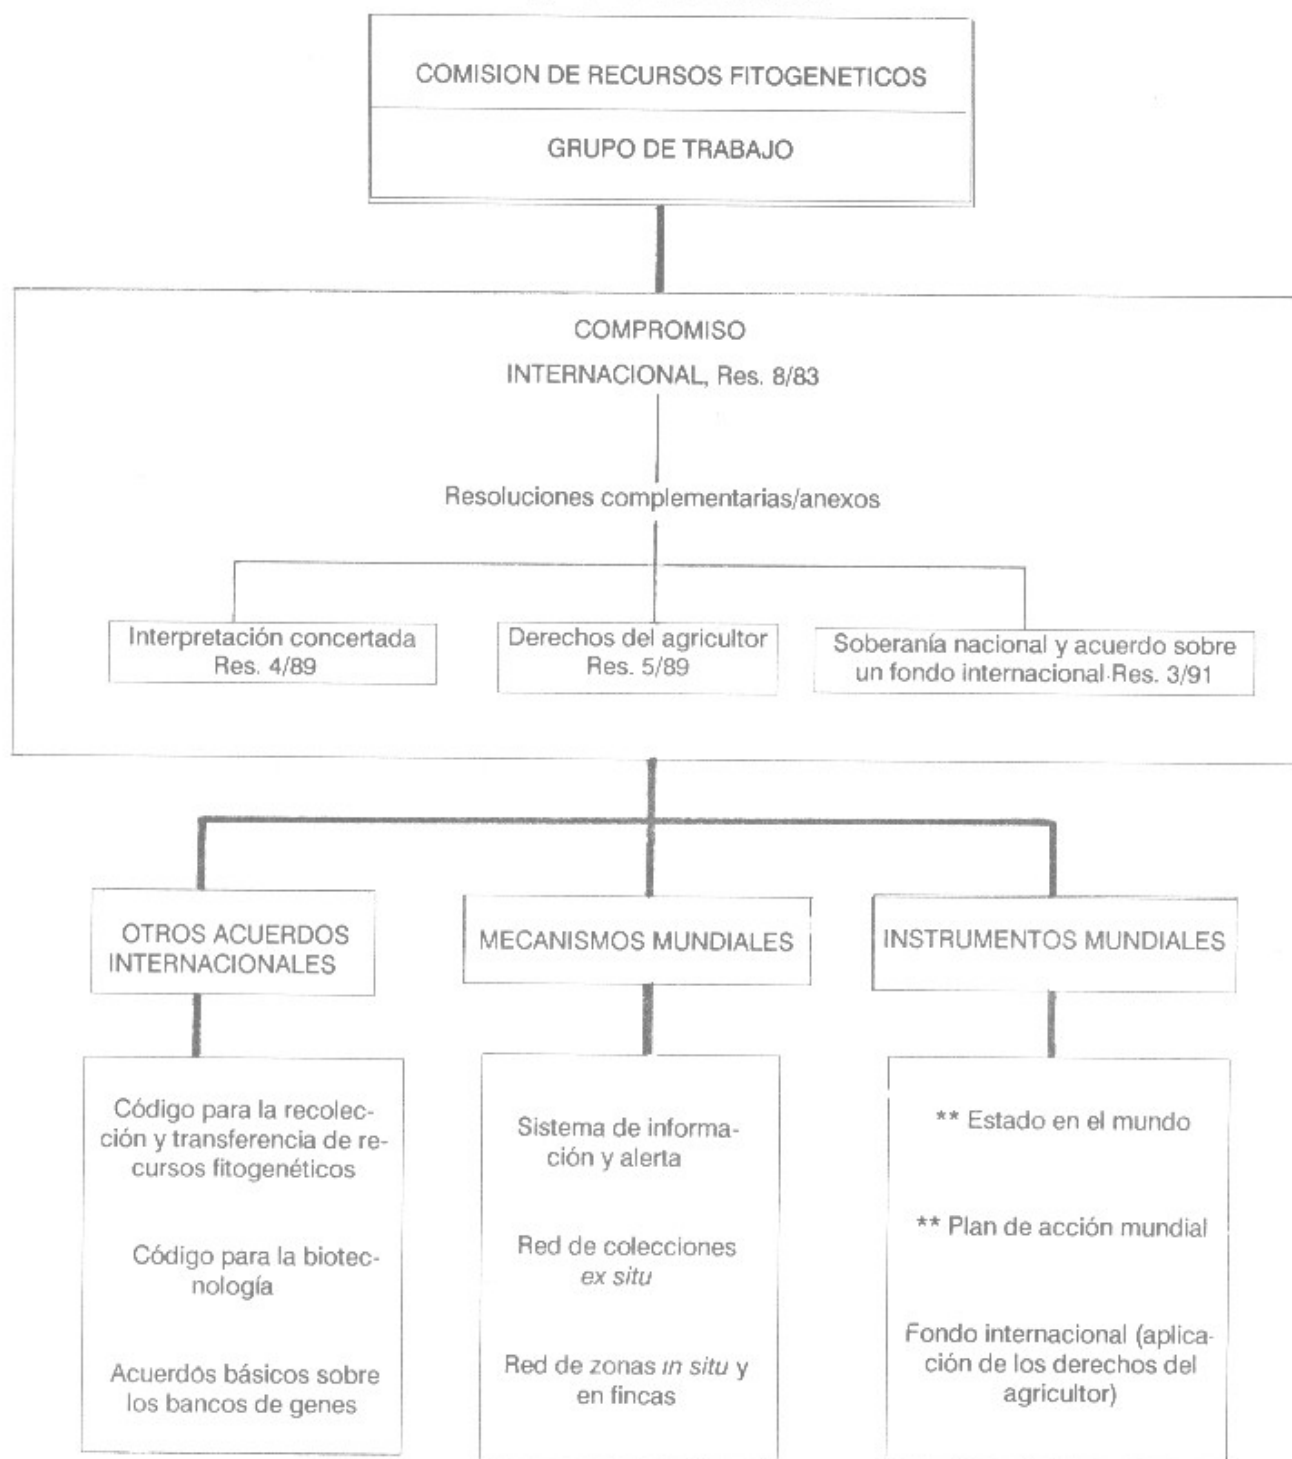 COMISION DE RECURSOS FITOGENETICOS
GRUPO DE TRABAJO
COMPROMISO
INTERNACIONAL, Res. 8/83
Resoluciones complementarias/anexos
Interpretación concertada
Res. 4/89
Derechos del agricultor
Res. 5/89
Soberanía nacional y acuerdo sobre
un fondo internacional Res. 3/91
OTROS ACUERDOS
INTERNACIONALES
MECANISMOS MUNDIALES
INSTRUMENTOS MUNDIALES
Código para la recolec-
ción y transferencia de re-
cursos fitogenéticos
Código para la biotec-
nología
Acuerdos básicos sobre
los bancos de genes
Sistema de informa-
ción y alerta
Red de colecciones
ex situ
Red de zonas in situ y
en fincas
** Estado en el mundo
** Plan de acción mundial
Fondo internacional (aplica-
ción de los derechos del
agricultor)